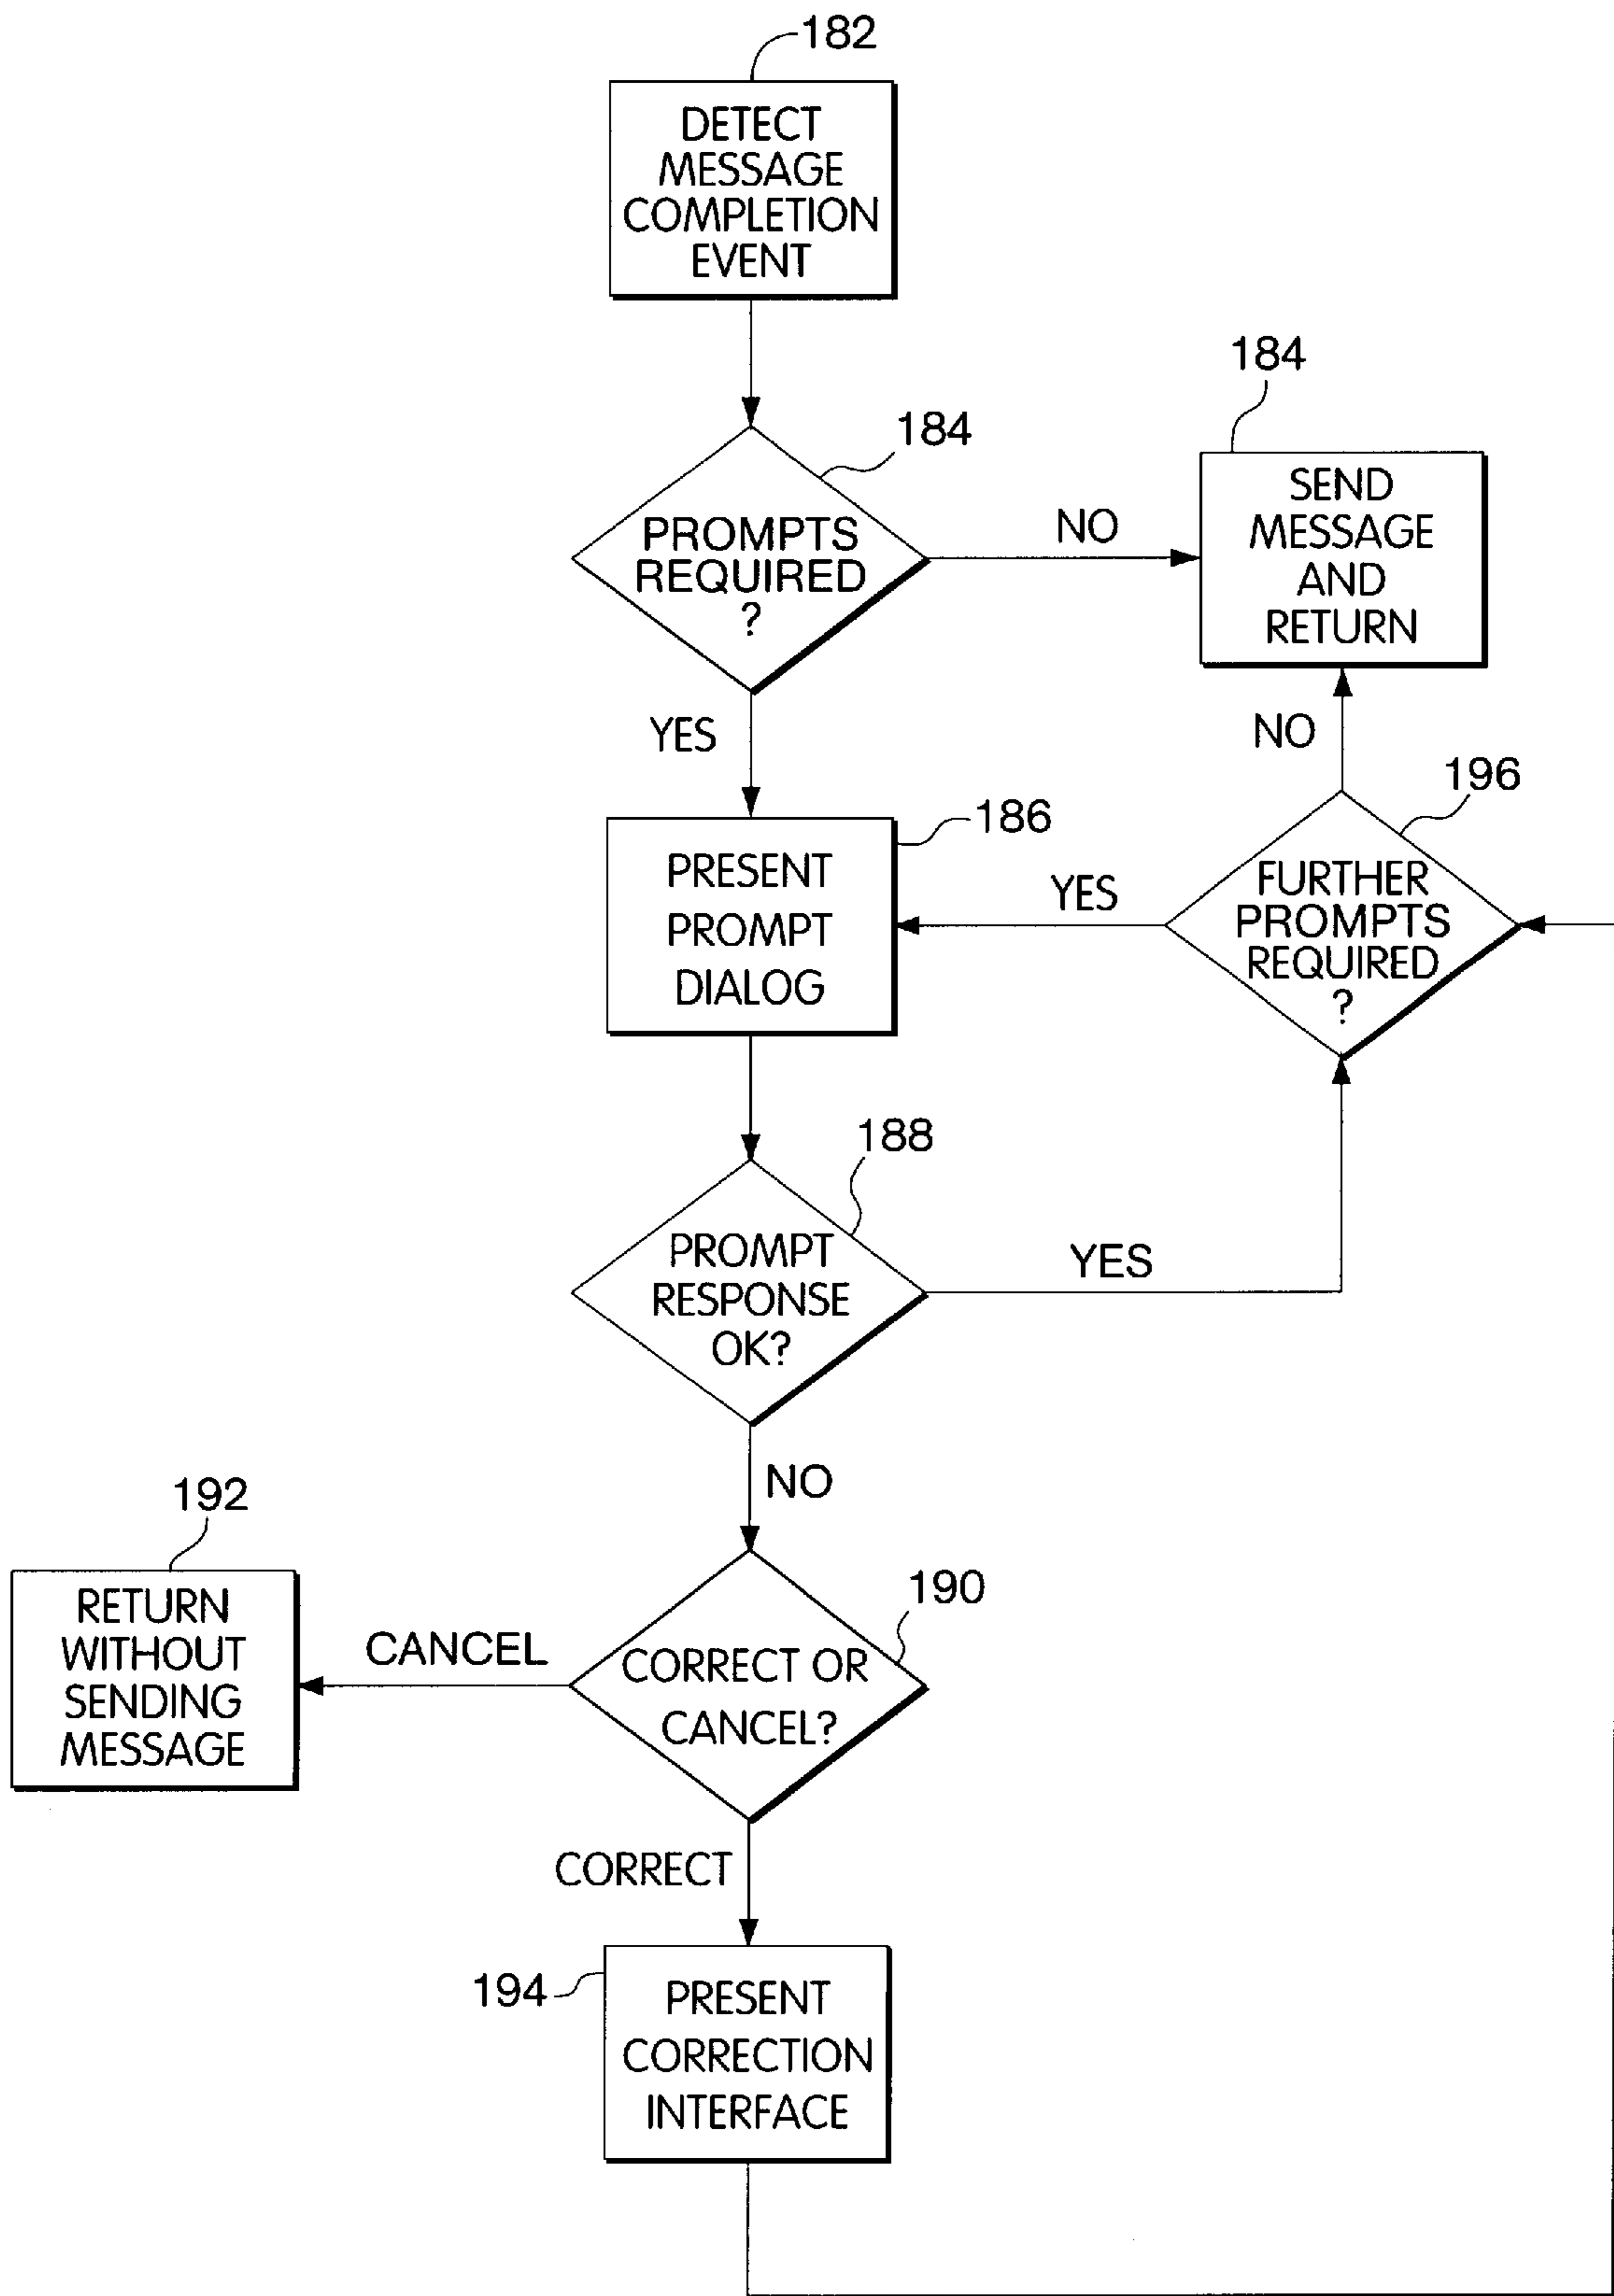 182
DETECT
MESSAGE
COMPLETION
EVENT
184
PROMPTS
REQUIRED
?
NO
184
SEND
MESSAGE
AND
RETURN
YES
NO
186
PRESENT
PROMPT
DIALOG
YES
196
FURTHER
PROMPTS
REQUIRED
?
188
PROMPT
RESPONSE
OK?
YES
NO
192
RETURN
WITHOUT
SENDING
MESSAGE
CANCEL
190
CORRECT OR
CANCEL?
CORRECT
194
PRESENT
CORRECTION
INTERFACE